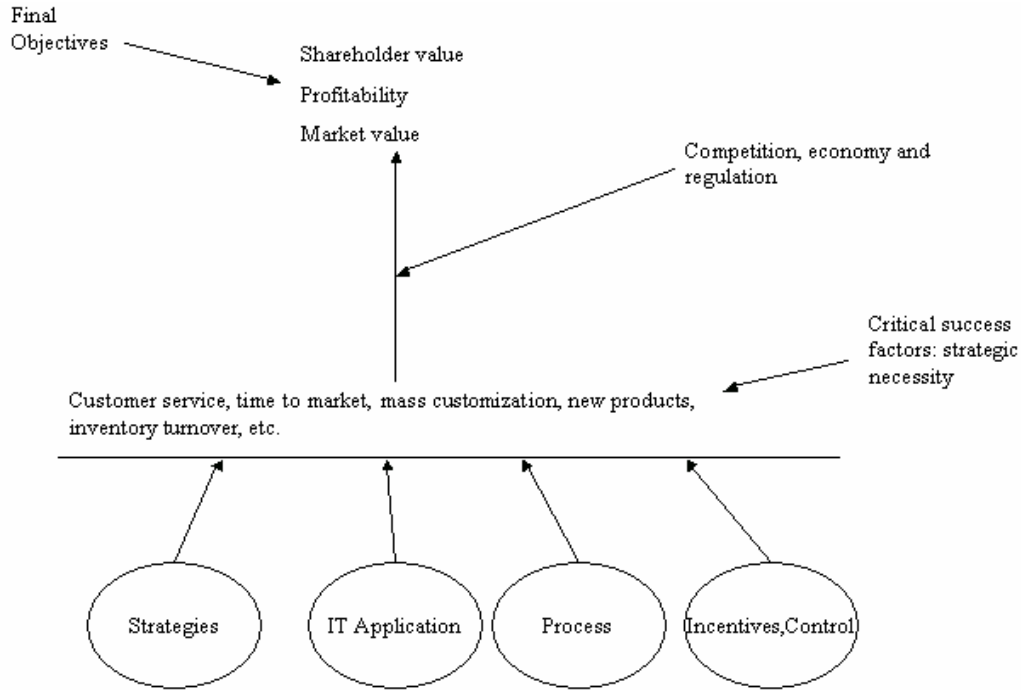 Final
Objectives
Shareholder value
Profitability
Market value
Competition, economy and
regulation
Critical success
factors: strategic
necessity
Customer service, time to market, mass customization, new products,
inventory turnover, etc.
Strategies
IT Application
Process
Incentives,Control